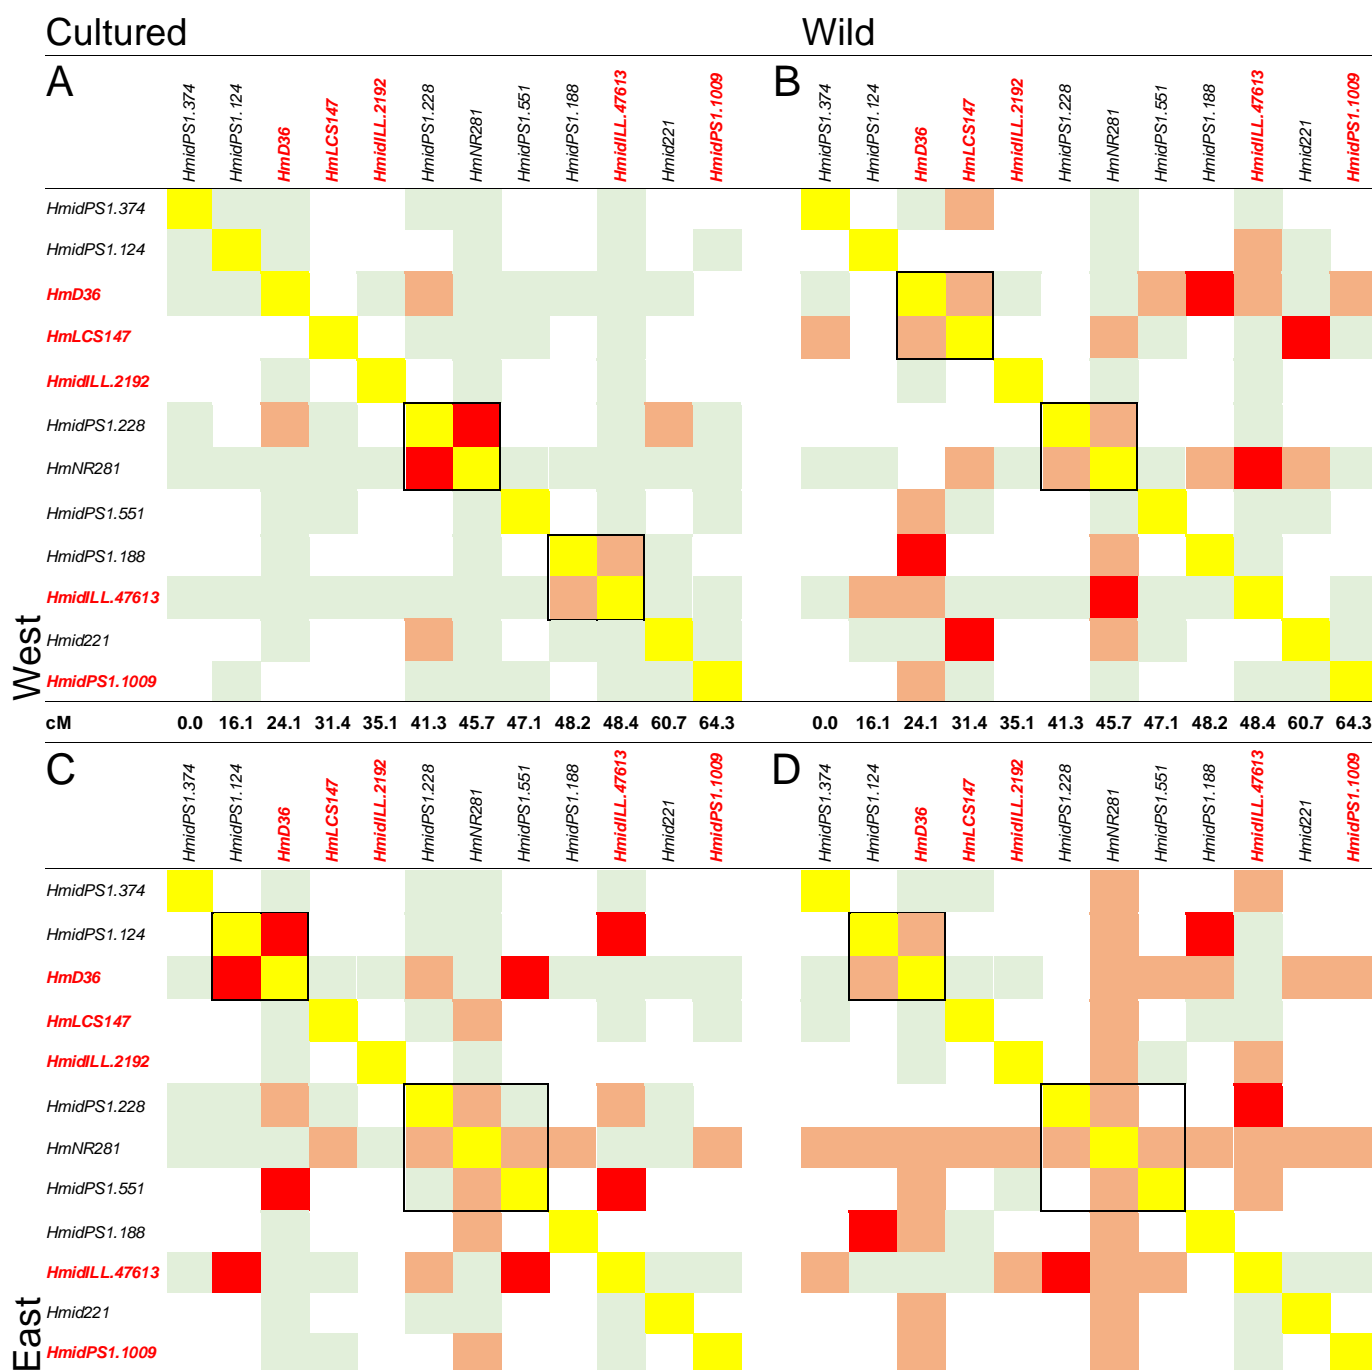 Cultured Wild
A B
HmidPS1.374 HmidPS1.124 HmD36 HmLCS147 HmidILL.2192 HmidPS1.228 HmNR281 HmidPS1.551 HmidPS1.188 HmidILL.47613 Hmid221 HmidPS1.1009 HmidPS1.374 HmidPS1.124 HmD36 HmLCS147 HmidILL.2192 HmidPS1.228 HmNR281 HmidPS1.551 HmidPS1.188 HmidILL.47613 Hmid221 HmidPS1.1009
HmidPS1.374
HmidPS1.124
HmD36
HmLCS147
HmidILL.2192
HmidPS1.228
HmNR281
HmidPS1.551
HmidPS1.188
HmidILL.47613
Hmid221
HmidPS1.1009
West
cM 0.0 16.1 24.1 31.4 35.1 41.3 45.7 47.1 48.2 48.4 60.7 64.3 0.0 16.1 24.1 31.4 35.1 41.3 45.7 47.1 48.2 48.4 60.7 64.3
C D
HmidPS1.374 HmidPS1.124 HmD36 HmLCS147 HmidILL.2192 HmidPS1.228 HmNR281 HmidPS1.551 HmidPS1.188 HmidILL.47613 Hmid221 HmidPS1.1009 HmidPS1.374 HmidPS1.124 HmD36 HmLCS147 HmidILL.2192 HmidPS1.228 HmNR281 HmidPS1.551 HmidPS1.188 HmidILL.47613 Hmid221 HmidPS1.1009
HmidPS1.374
HmidPS1.124
HmD36
HmLCS147
HmidILL.2192
HmidPS1.228
HmNR281
HmidPS1.551
HmidPS1.188
HmidILL.47613
Hmid221
HmidPS1.1009
East